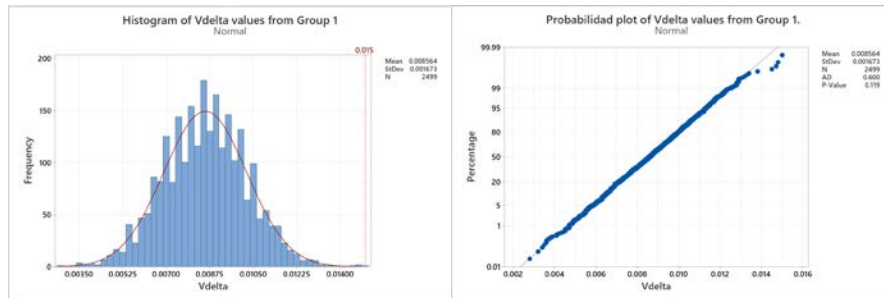 Histogram of Vdelta values from Group 1
Normal
0.015
200
150
100
50
0
Frequency
0.00350 0.00525 0.00700 0.00875 0.01050 0.01225 0.01400
Vdelta
Mean 0.008564
StDev 0.001673
N 2499
Probabilidad plot of Vdelta values from Group 1.
Normal
99.99
99
95
80
50
20
5
1
0.01
Percentage
0.002 0.004 0.006 0.008 0.010 0.012 0.014 0.016
Vdelta
Mean 0.008564
StDev 0.001673
N 2499
AD 0.600
P-Value 0.119